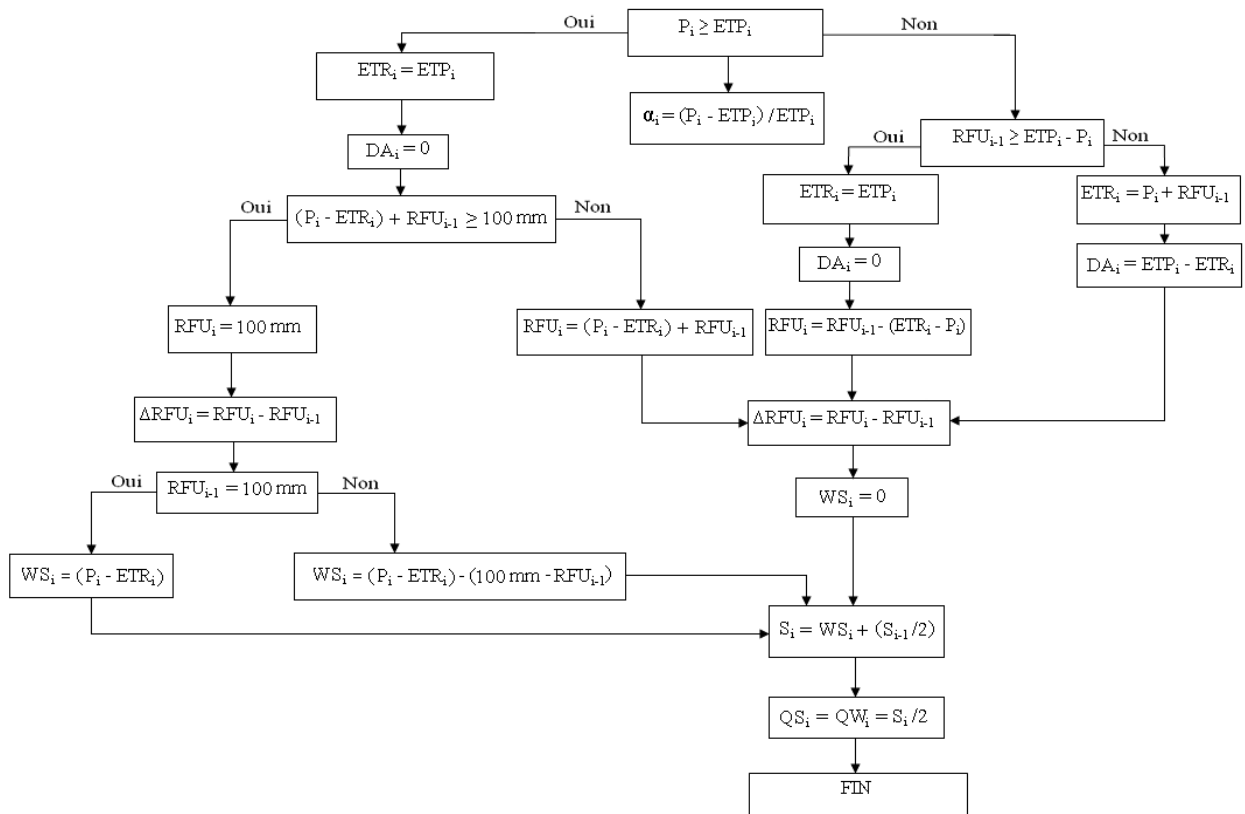 Oui
Pᵢ ≥ ETPᵢ
Non
ETRᵢ = ETPᵢ
αᵢ = (Pᵢ - ETPᵢ) / ETPᵢ
DAᵢ = 0
Oui
RFUᵢ₋₁ ≥ ETPᵢ - Pᵢ
Non
ETRᵢ = ETPᵢ
ETRᵢ = Pᵢ + RFUᵢ₋₁
Oui
(Pᵢ - ETRᵢ) + RFUᵢ₋₁ ≥ 100 mm
Non
DAᵢ = 0
DAᵢ = ETPᵢ - ETRᵢ
RFUᵢ = 100 mm
RFUᵢ = (Pᵢ - ETRᵢ) + RFUᵢ₋₁
RFUᵢ = RFUᵢ₋₁ - (ETRᵢ - Pᵢ)
ΔRFUᵢ = RFUᵢ - RFUᵢ₋₁
ΔRFUᵢ = RFUᵢ - RFUᵢ₋₁
Oui
RFUᵢ₋₁ = 100 mm
Non
WSᵢ = 0
WSᵢ = (Pᵢ - ETRᵢ)
WSᵢ = (Pᵢ - ETRᵢ) - (100 mm - RFUᵢ₋₁)
Sᵢ = WSᵢ + (Sᵢ₋₁ /2)
QSᵢ = QWᵢ = Sᵢ /2
FIN